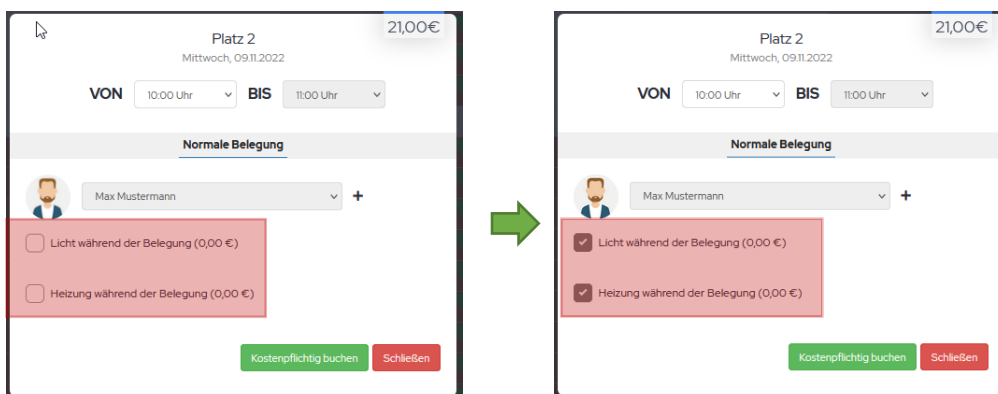 21,00€
Platz 2
Mittwoch, 09.11.2022
VON 10:00 Uhr BIS 11:00 Uhr
Normale Belegung
Max Mustermann +
Licht während der Belegung (0,00 €)
Heizung während der Belegung (0,00 €)
Kostenpflichtig buchen Schließen
21,00€
Platz 2
Mittwoch, 09.11.2022
VON 10:00 Uhr BIS 11:00 Uhr
Normale Belegung
Max Mustermann +
Licht während der Belegung (0,00 €)
Heizung während der Belegung (0,00 €)
Kostenpflichtig buchen Schließen